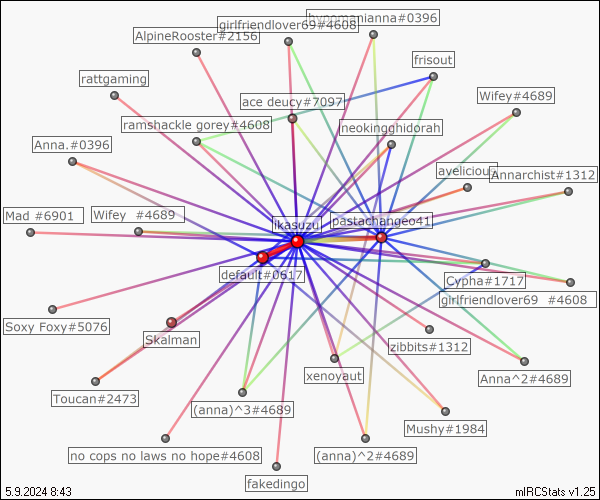 hypomanianna#0396
girlfriendlover69#4608
AlpineRooster#2156
frisout
rattgaming
Wifey#4689
ace deucy#7097
ramshackle gorey#4608
neokingghidorah
Anna.#0396
avelicious
Annarchist#1312
Mad #6901
Wifey #4689
ikasuzu
pastachangeo41
default#0617
Cypha#1717
girlfriendlover69 #4608
Soxy Foxy#5076
Skalman
zibbits#1312
xenoyaut
Anna^2#4689
Toucan#2473
(anna)^3#4689
Mushy#1984
no cops no laws no hope#4608
(anna)^2#4689
fakedingo
5.9.2024 8:43
mIRCStats v1.25